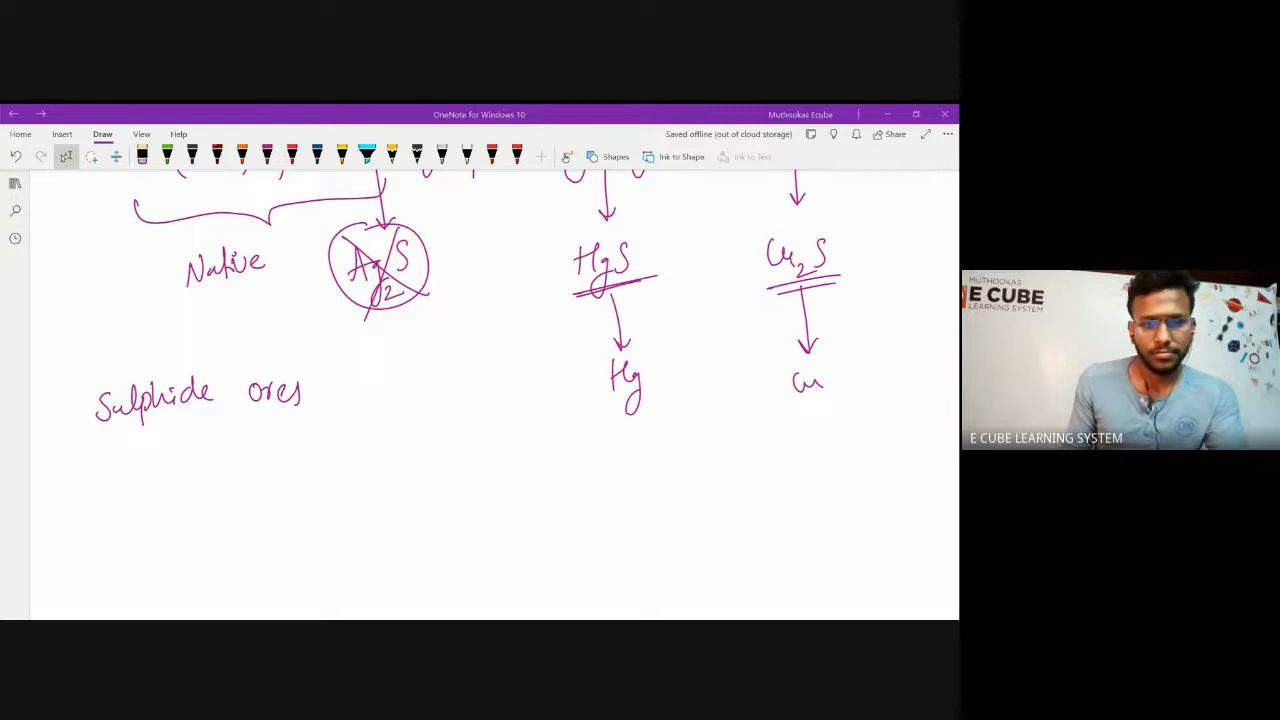 OneNote for Windows 10
Muthookas Ecube
Home Insert Draw View Help
Saved offline (out of cloud storage)
Share
Shapes
Ink to Shape
Ink to Text
Native
Ag2S
HgS
Cu2S
Hg
Cu
Sulphide ores
MUTHOOKAS
E CUBE
LEARNING SYSTEM
E CUBE LEARNING SYSTEM